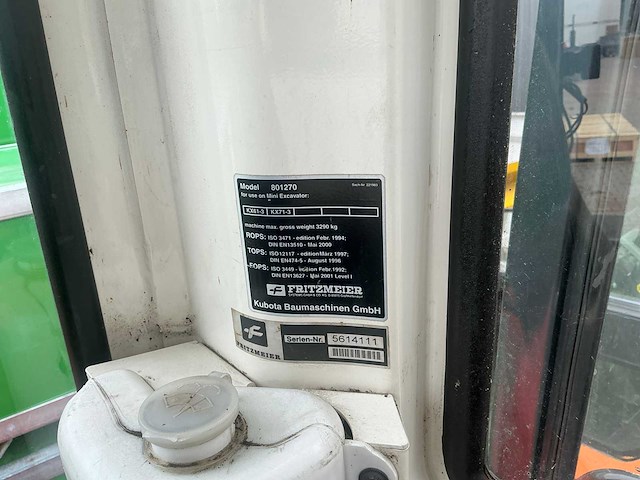 Model 801270
for use on Mini Excavator:
KX61-3 KX71-3
machine max. gross weight 3290 kg
ROPS: ISO 3471 - edition Febr. 1994;
DIN EN13510 - Mai 2000
TOPS: ISO12117 - edition März 1997;
DIN EN474-5 - August 1996
-FOPS: ISO 3449 - edition Febr. 1992;
DIN EN13627 - Mai 2001 Level I
FRITZMEIER
Kubota Baumaschinen GmbH
FRITZMEIER
Serien-Nr. 5614111